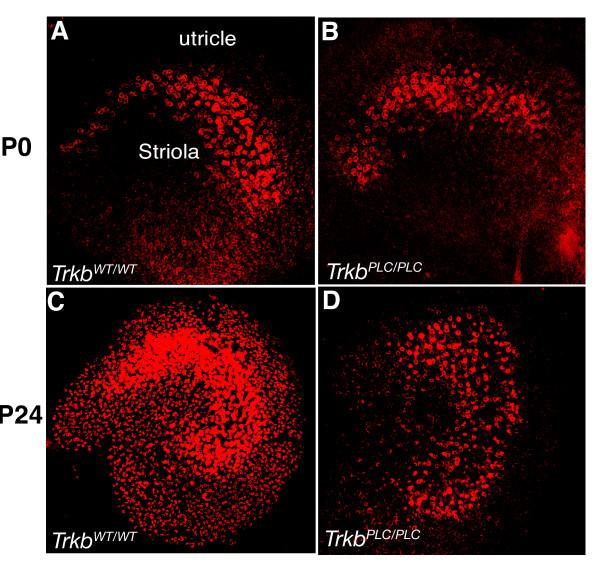 A
utricle
B
P0
Striola
Trkb^WT/WT
Trkb^PLC/PLC
C
D
P24
Trkb^WT/WT
Trkb^PLC/PLC